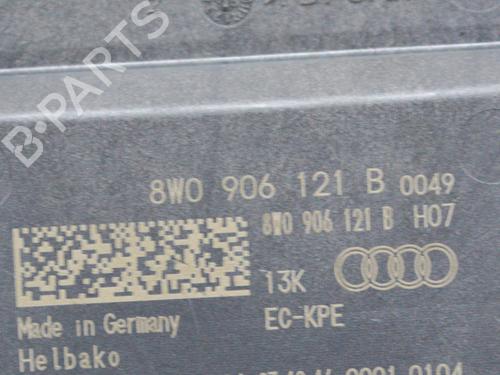 B-PARTS
8W0 906 121 B 0049
8W0 906 121 B H07
13K
EC-KPE
Made in Germany
Helbako